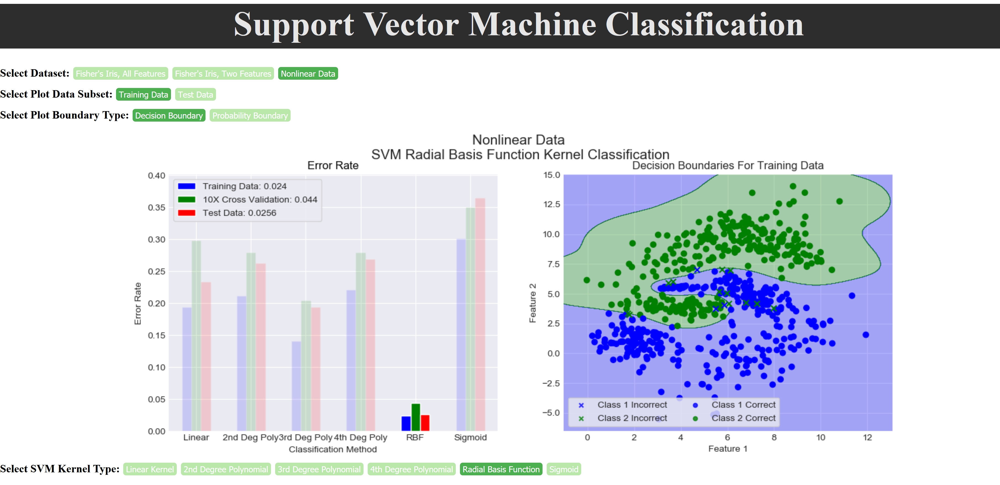 Support Vector Machine Classification
Select Dataset: Fisher's Iris, All Features Fisher's Iris, Two Features Nonlinear Data
Select Plot Data Subset: Training Data Test Data
Select Plot Boundary Type: Decision Boundary Probability Boundary
Nonlinear Data
SVM Radial Basis Function Kernel Classification
Error Rate
0.40
0.35
0.30
0.25
0.20
0.15
0.10
0.05
0.00
Error Rate
Training Data: 0.024
10X Cross Validation: 0.044
Test Data: 0.0256
Linear 2nd Deg Poly 3rd Deg Poly 4th Deg Poly RBF Sigmoid
Classification Method
Decision Boundaries For Training Data
15.0
12.5
10.0
7.5
5.0
2.5
0.0
−2.5
−5.0
Feature 2
Class 1 Incorrect Class 1 Correct
Class 2 Incorrect Class 2 Correct
0 2 4 6 8 10 12
Feature 1
Select SVM Kernel Type: Linear Kernel 2nd Degree Polynomial 3rd Degree Polynomial 4th Degree Polynomial Radial Basis Function Sigmoid